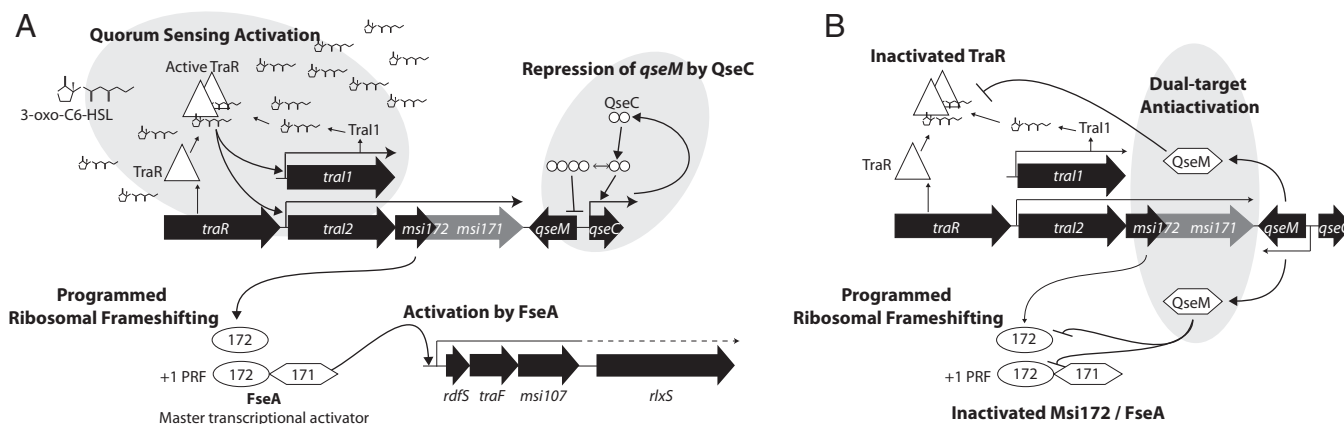 A
Quorum Sensing Activation
Active TraR
3-oxo-C6-HSL
TraR
TraI1
traI1
traR
traI2
msi172
msi171
qseM
qseC
Repression of qseM by QseC
QseC
Programmed
Ribosomal Frameshifting
172
+1 PRF
172
171
FseA
Master transcriptional activator
Activation by FseA
rdfS
traF
msi107
rlxS
B
Inactivated TraR
Dual-target
Antiactivation
TraI1
QseM
TraR
traI1
traR
traI2
msi172
msi171
qseM
qseC
Programmed
Ribosomal Frameshifting
QseM
172
+1 PRF
172
171
Inactivated Msi172 / FseA